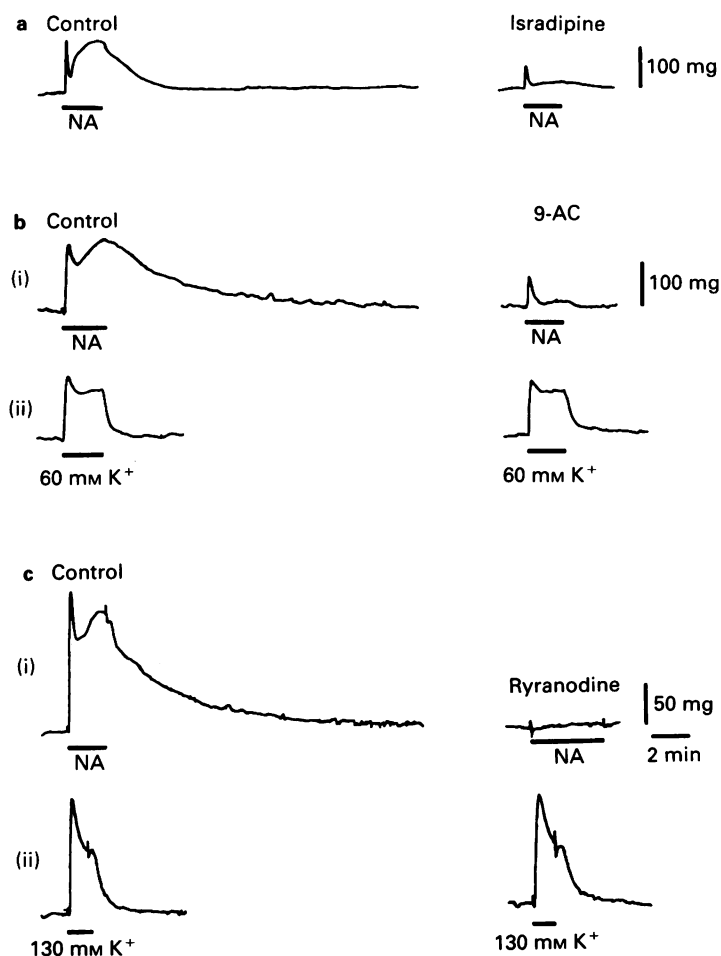 a Control Isradipine
100 mg
NA NA
b Control 9-AC
(i) 100 mg
NA NA
(ii)
60 mM K+ 60 mM K+
c Control
(i) Ryranodine
50 mg
NA NA 2 min
(ii)
130 mM K+ 130 mM K+